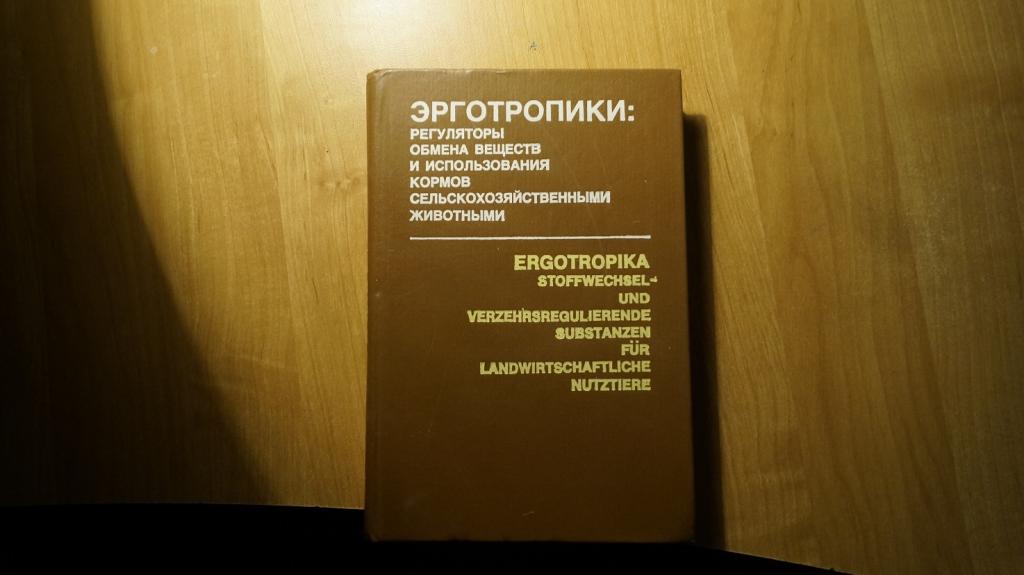 ЭРГОТРОПИКИ:
РЕГУЛЯТОРЫ
ОБМЕНА ВЕЩЕСТВ
И ИСПОЛЬЗОВАНИЯ
КОРМОВ
СЕЛЬСКОХОЗЯЙСТВЕННЫМИ
ЖИВОТНЫМИ
ERGOTROPIKA
STOFFWECHSEL-
UND
VERZEHRSREGULIERENDE
SUBSTANZEN
FÜR
LANDWIRTSCHAFTLICHE
NUTZTIERE